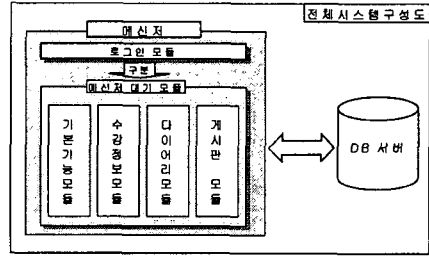 전체시스템구성도
메신저
로그인 모듈
구분
메신저 대기 모듈
기본기능모듈
수강정보모듈
다이어리모듈
게시판 모듈
DB 서버